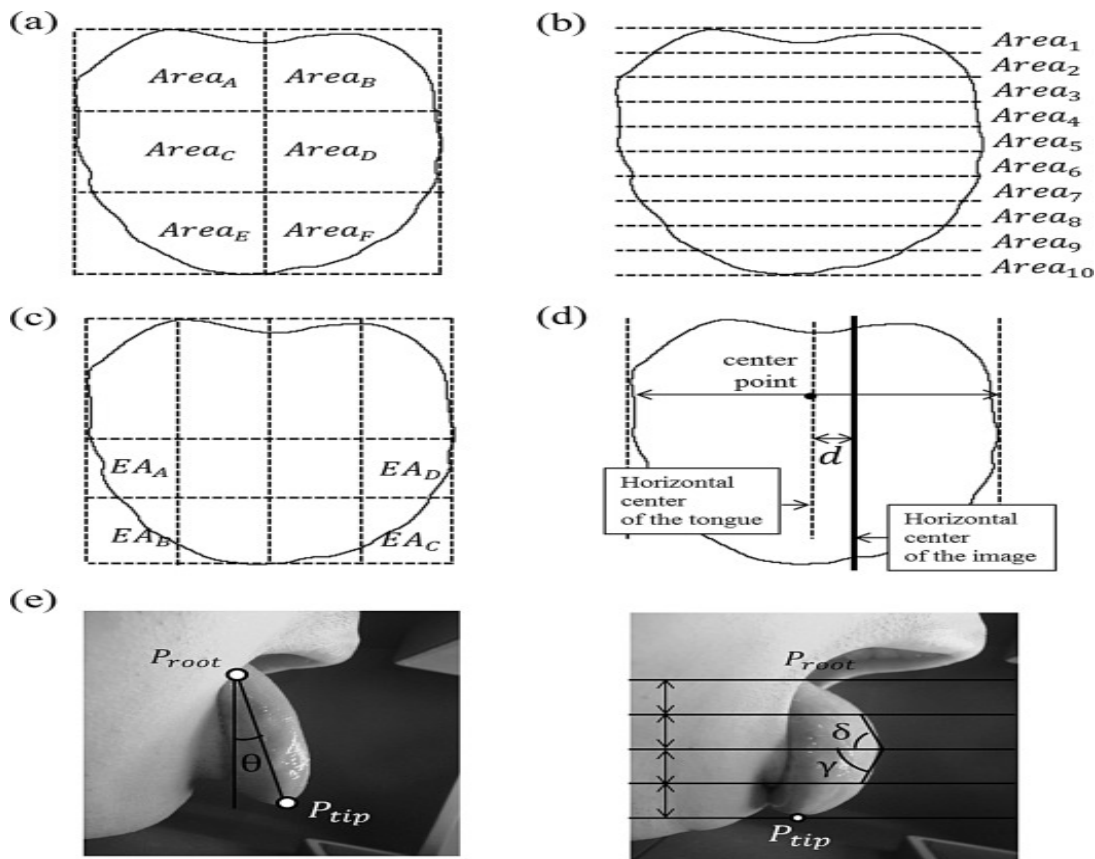 (a)
Area_A
Area_B
Area_C
Area_D
Area_E
Area_F
(b)
Area_1
Area_2
Area_3
Area_4
Area_5
Area_6
Area_7
Area_8
Area_9
Area_10
(c)
EA_A
EA_D
EA_B
EA_C
(d)
center
point
d
Horizontal
center
of the tongue
Horizontal
center
of the image
(e)
P_root
θ
P_tip
P_root
δ
γ
P_tip